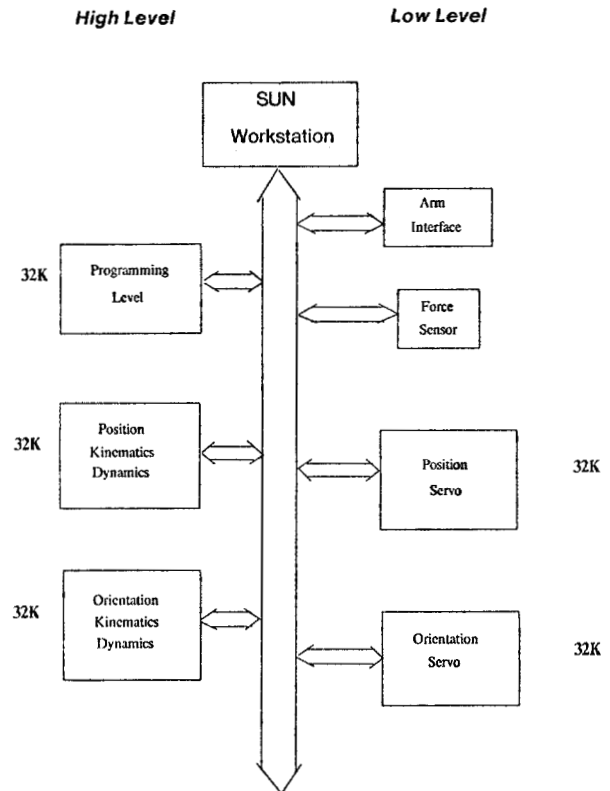 High Level
Low Level
SUN
Workstation
Arm
Interface
32K
Programming
Level
Force
Sensor
32K
Position
Kinematics
Dynamics
Position
Servo
32K
32K
Orientation
Kinematics
Dynamics
Orientation
Servo
32K